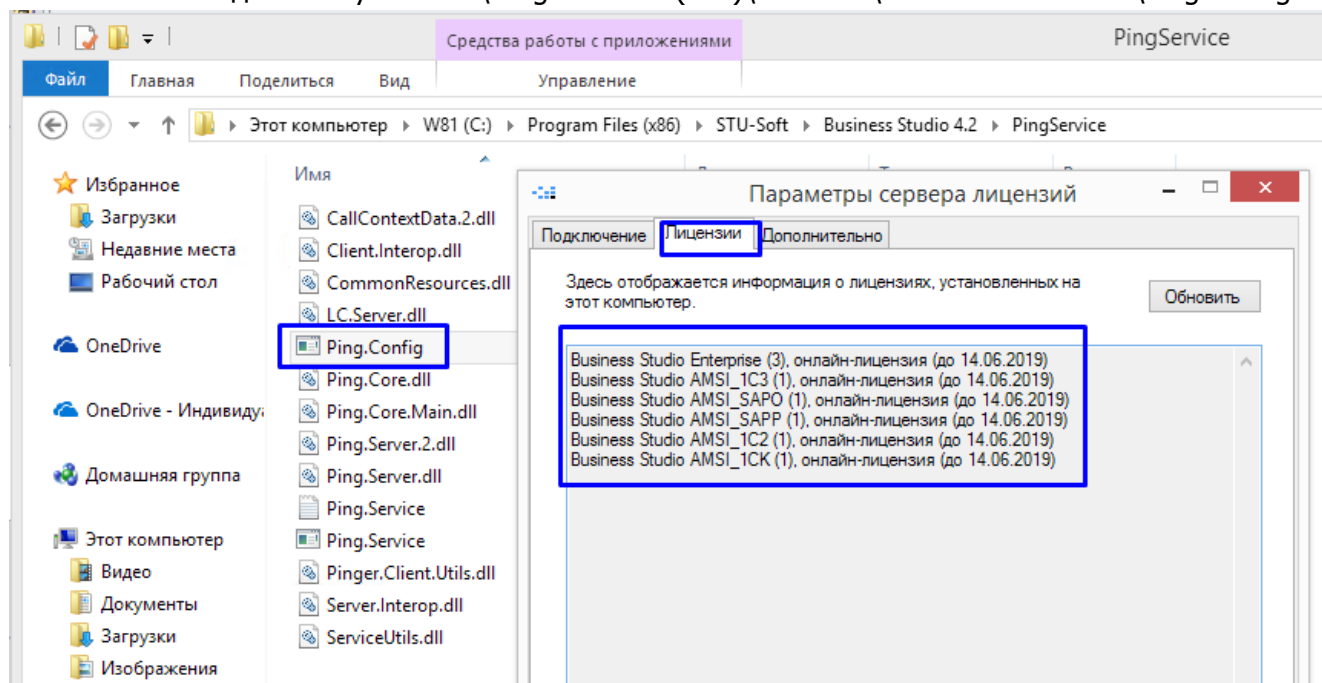 Средства работы с приложениями
PingService
Файл Главная Поделиться Вид Управление
Этот компьютер ▸ W81 (C:) ▸ Program Files (x86) ▸ STU-Soft ▸ Business Studio 4.2 ▸ PingService
Избранное
Загрузки
Недавние места
Рабочий стол
OneDrive
OneDrive - Индивиду
Домашняя группа
Этот компьютер
Видео
Документы
Загрузки
Изображения
Имя
CallContextData.2.dll
Client.Interop.dll
CommonResources.dll
LC.Server.dll
Ping.Config
Ping.Core.dll
Ping.Core.Main.dll
Ping.Server.2.dll
Ping.Server.dll
Ping.Service
Ping.Service
Pinger.Client.Utils.dll
Server.Interop.dll
ServiceUtils.dll
Параметры сервера лицензий
Подключение Лицензии Дополнительно
Здесь отображается информация о лицензиях, установленных на
этот компьютер.
Обновить
Business Studio Enterprise (3), онлайн-лицензия (до 14.06.2019)
Business Studio AMSI_1C3 (1), онлайн-лицензия (до 14.06.2019)
Business Studio AMSI_SAPO (1), онлайн-лицензия (до 14.06.2019)
Business Studio AMSI_SAPP (1), онлайн-лицензия (до 14.06.2019)
Business Studio AMSI_1C2 (1), онлайн-лицензия (до 14.06.2019)
Business Studio AMSI_1CK (1), онлайн-лицензия (до 14.06.2019)